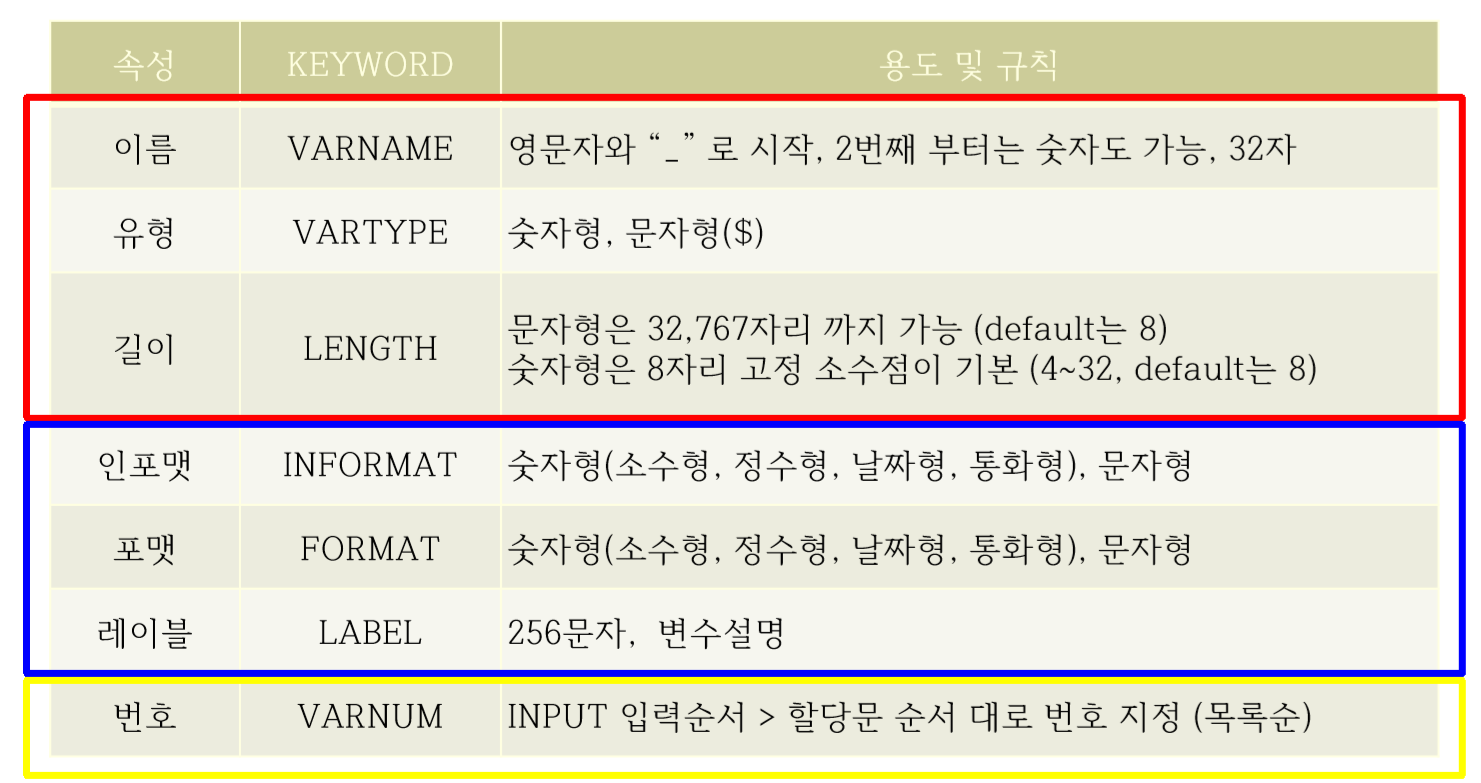 속성 KEYWORD 용도 및 규칙
이름 VARNAME 영문자와 “_” 로 시작, 2번째 부터는 숫자도 가능, 32자
유형 VARTYPE 숫자형, 문자형($)
길이 LENGTH 문자형은 32,767자리 까지 가능 (default는 8)
숫자형은 8자리 고정 소수점이 기본 (4~32, default는 8)
인포맷 INFORMAT 숫자형(소수형, 정수형, 날짜형, 통화형), 문자형
포맷 FORMAT 숫자형(소수형, 정수형, 날짜형, 통화형), 문자형
레이블 LABEL 256문자, 변수설명
번호 VARNUM INPUT 입력순서 > 할당문 순서 대로 번호 지정 (목록순)